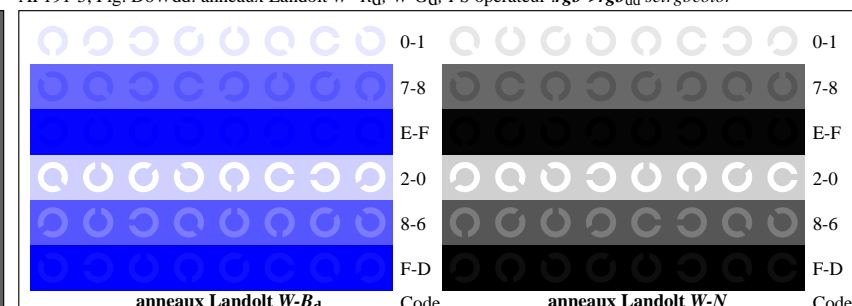 0-1 0-1
7-8 7-8
E-F E-F
2-0 2-0
8-6 8-6
F-D F-D
anneaux Landolt W-Bd Code anneaux Landolt W-N Code